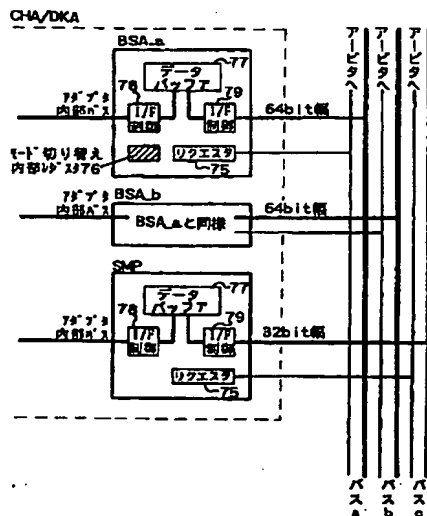 CHA/DKA
BSA_a
77
データ
バッファ
78
79
I/F
制御
I/F
制御
アダプタ
内部バス
64bit幅
モード切り替え
内部レジスタ76
リクエスタ
75
アダプタ
内部バス
BSA_b
BSA_aと同様
64bit幅
SMP
77
データ
バッファ
78
79
I/F
制御
I/F
制御
アダプタ
内部バス
32bit幅
リクエスタ
75
アービタへ
アービタへ
アービタへ
バスa
バスb
バスc